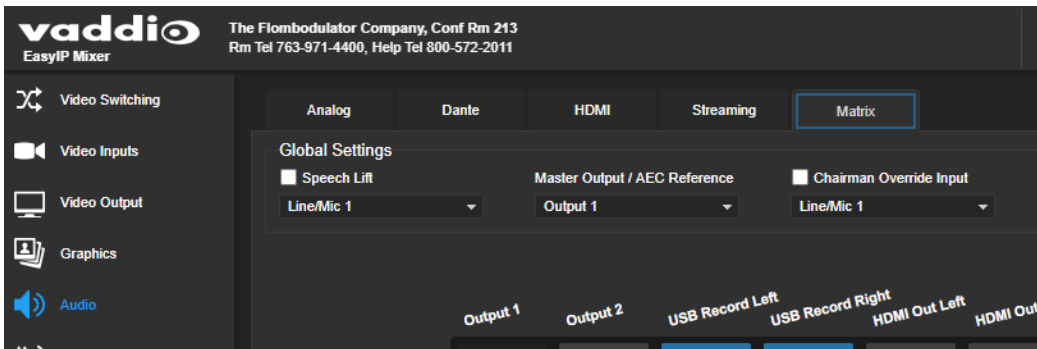 vaddio
EasyIP Mixer
The Flombodulator Company, Conf Rm 213
Rm Tel 763-971-4400, Help Tel 800-572-2011
Video Switching
Video Inputs
Video Output
Graphics
Audio
Analog
Dante
HDMI
Streaming
Matrix
Global Settings
Speech Lift
Master Output / AEC Reference
Chairman Override Input
Line/Mic 1
Output 1
Line/Mic 1
Output 1
Output 2
USB Record Left
USB Record Right
HDMI Out Left
HDMI Out